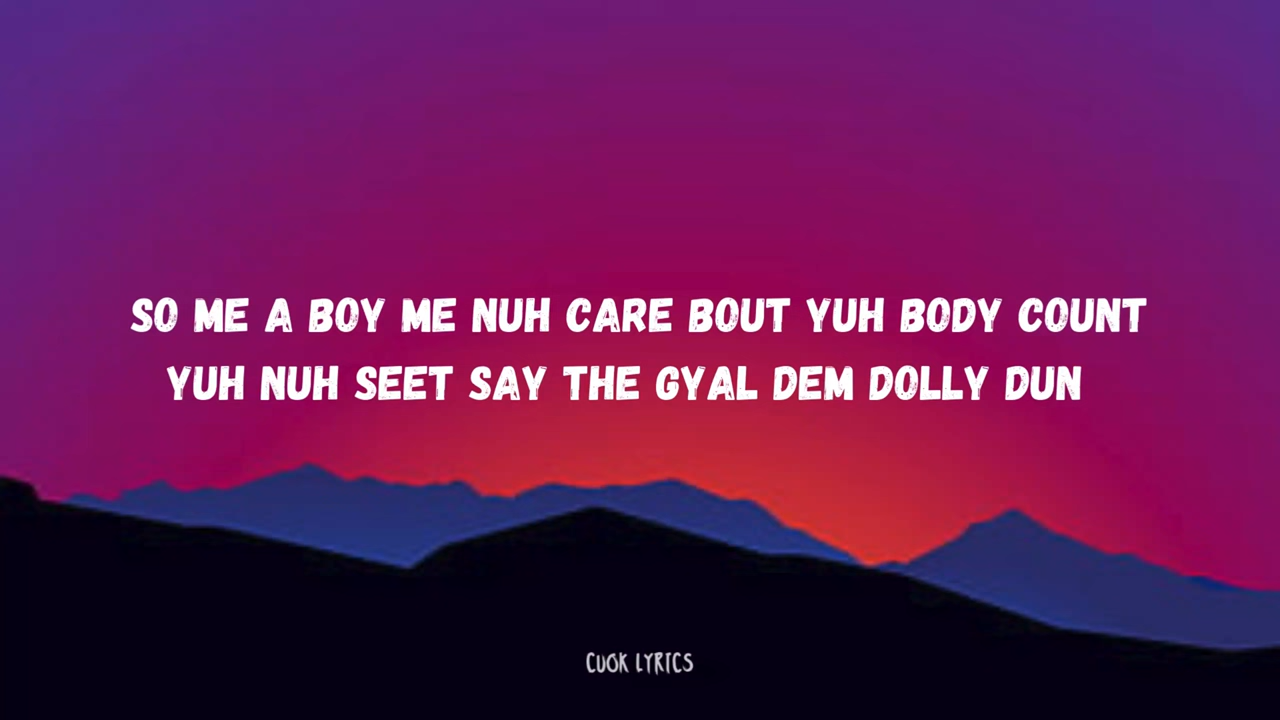 SO ME A BOY ME NUH CARE BOUT YUH BODY COUNT
YUH NUH SEET SAY THE GYAL DEM DOLLY DUN
CUOK LYRICS